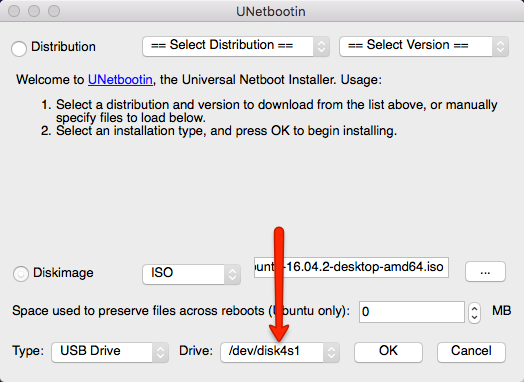 UNetbootin
Distribution == Select Distribution == == Select Version ==
Welcome to UNetbootin, the Universal Netboot Installer. Usage:
1. Select a distribution and version to download from the list above, or manually
specify files to load below.
2. Select an installation type, and press OK to begin installing.
Diskimage ISO buntu-16.04.2-desktop-amd64.iso ...
Space used to preserve files across reboots (Ubuntu only): 0 MB
Type: USB Drive Drive: /dev/disk4s1 OK Cancel